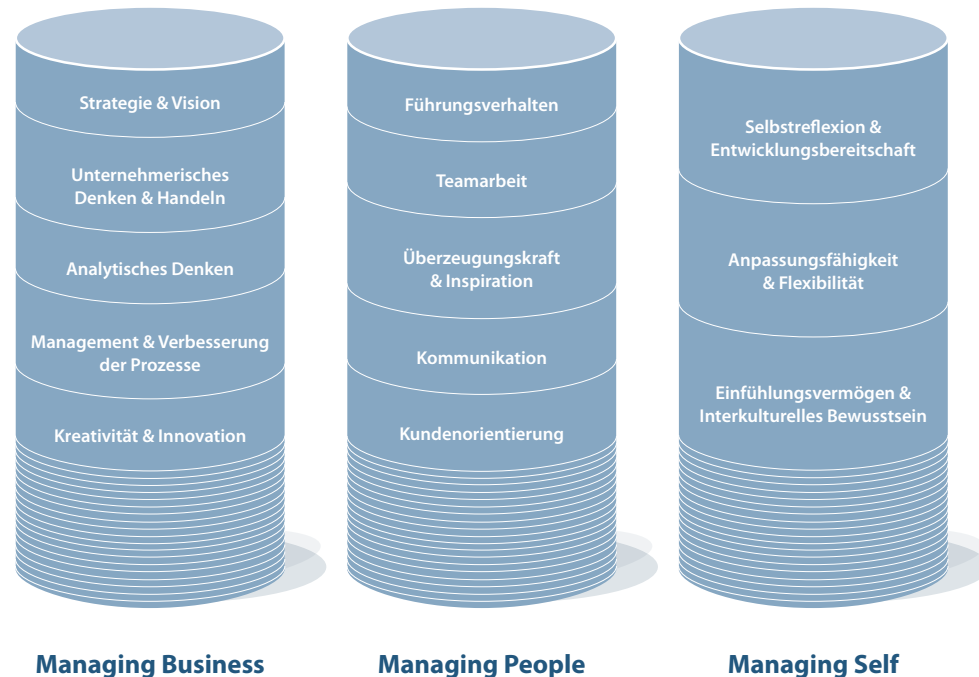 Strategie & Vision
Unternehmerisches
Denken & Handeln
Analytisches Denken
Management & Verbesserung
der Prozesse
Kreativität & Innovation
Managing Business
Führungsverhalten
Teamarbeit
Überzeugungskraft
& Inspiration
Kommunikation
Kundenorientierung
Managing People
Selbstreflexion &
Entwicklungsbereitschaft
Anpassungsfähigkeit
& Flexibilität
Einfühlungsvermögen &
Interkulturelles Bewusstsein
Managing Self